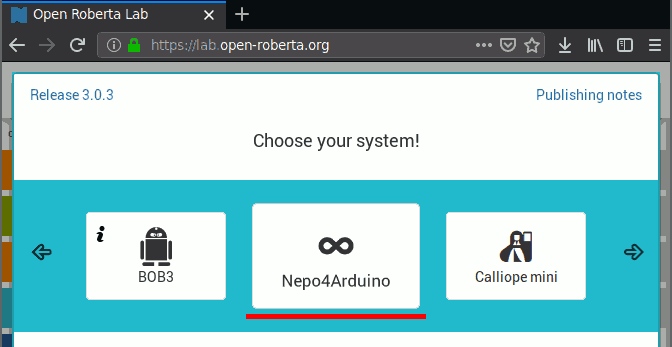 Open Roberta Lab
https://lab.open-roberta.org
Release 3.0.3
Publishing notes
Choose your system!
BOB3
Nepo4Arduino
Calliope mini